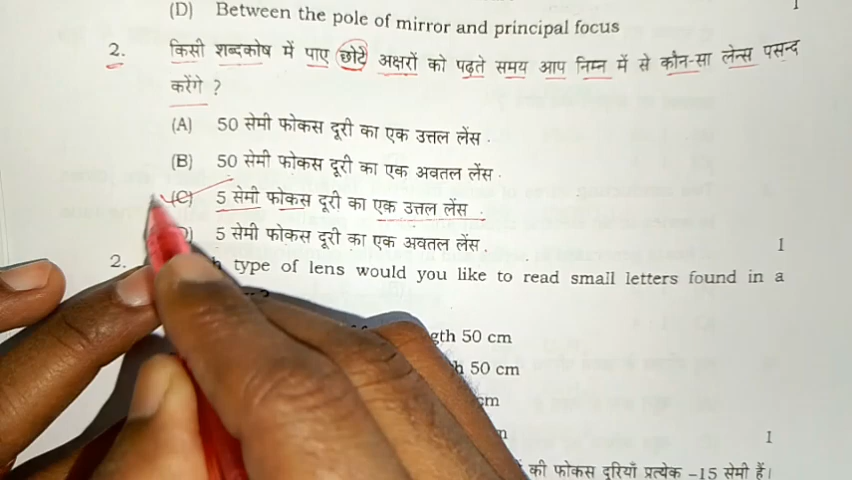 (D) Between the pole of mirror and principal focus
1
2. किसी शब्दकोष में पाए छोटे अक्षरों को पढ़ते समय आप निम्न में से कौन-सा लेन्स पसन्द
करेंगे ?
(A) 50 सेमी फोकस दूरी का एक उत्तल लेंस .
(B) 50 सेमी फोकस दूरी का एक अवतल लेंस .
(C) 5 सेमी फोकस दूरी का एक उत्तल लेंस .
5 सेमी फोकस दूरी का एक अवतल लेंस .
1
2. type of lens would you like to read small letters found in a
50 cm
50 cm
cm
1
की फोकस दूरियाँ प्रत्येक –15 सेमी हैं।